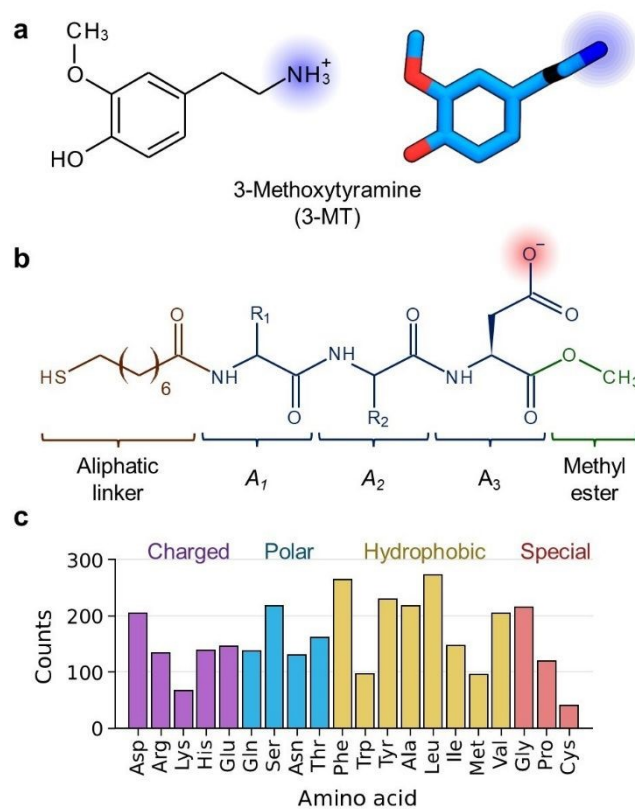 a
CH₃
O
NH₃⁺
HO
3-Methoxytyramine
(3-MT)
b
O⁻
O
R₁
O
O
HS
6
NH
O
NH
R₂
O
NH
O
O
CH₃
Aliphatic
linker
A₁
A₂
A₃
Methyl
ester
c
Charged Polar Hydrophobic Special
300
200
100
0
Counts
Asp Arg Lys His Glu Gln Ser Asn Thr Phe Trp Tyr Ala Leu Ile Met Val Gly Pro Cys
Amino acid